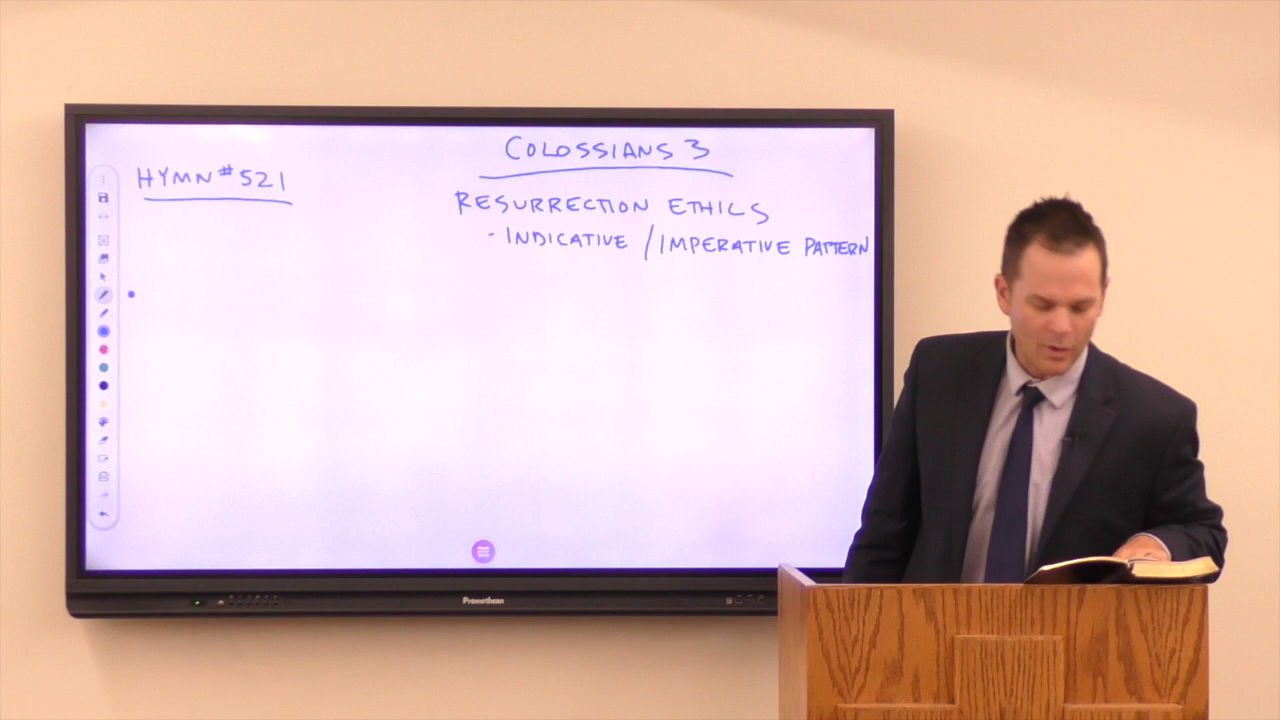 COLOSSIANS 3
HYMN #521
RESURRECTION ETHICS
- INDICATIVE / IMPERATIVE PATTERN
Promethean